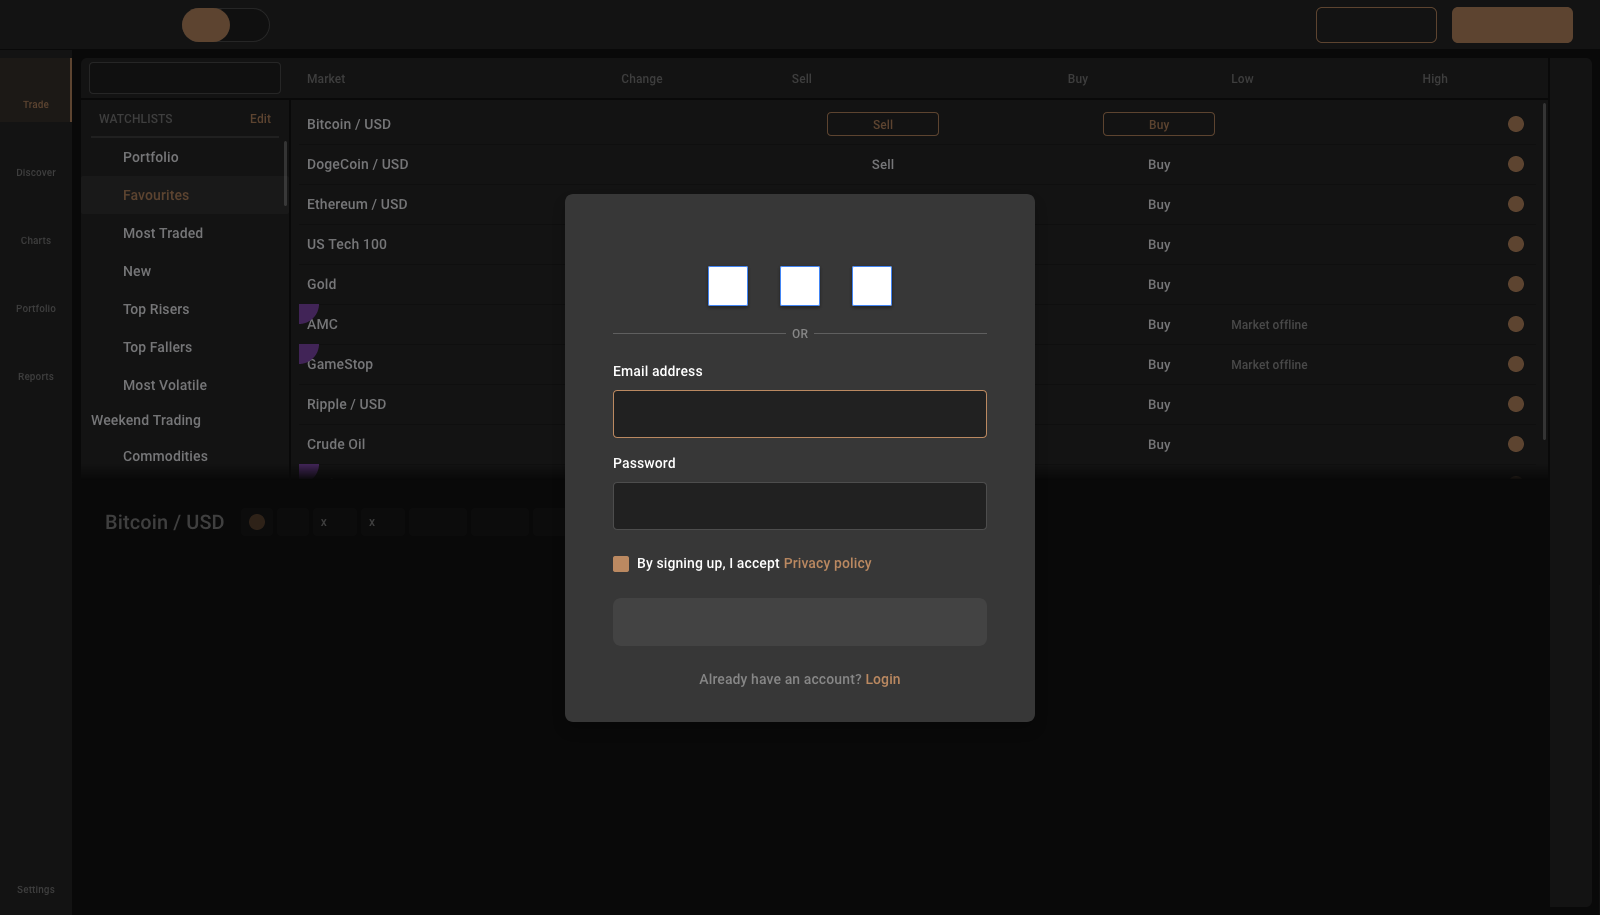 Trade
Discover
Charts
Portfolio
Reports
Settings
Market Change Sell Buy Low High
WATCHLISTS Edit
Portfolio
Favourites
Most Traded
New
Top Risers
Top Fallers
Most Volatile
Weekend Trading
Commodities
Bitcoin / USD Sell Buy
DogeCoin / USD Sell Buy
Ethereum / USD Buy
US Tech 100 Buy
Gold Buy
AMC Buy Market offline
GameStop Buy Market offline
Ripple / USD Buy
Crude Oil Buy
Bitcoin / USD x x
OR
Email address
Password
By signing up, I accept Privacy policy
Already have an account? Login